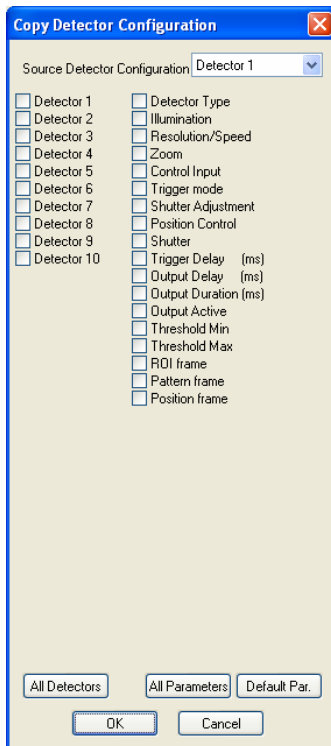 Copy Detector Configuration
Source Detector Configuration Detector 1
Detector 1 Detector Type
Detector 2 Illumination
Detector 3 Resolution/Speed
Detector 4 Zoom
Detector 5 Control Input
Detector 6 Trigger mode
Detector 7 Shutter Adjustment
Detector 8 Position Control
Detector 9 Shutter
Detector 10 Trigger Delay (ms)
Output Delay (ms)
Output Duration (ms)
Output Active
Threshold Min
Threshold Max
ROI frame
Pattern frame
Position frame
All Detectors All Parameters Default Par.
OK Cancel